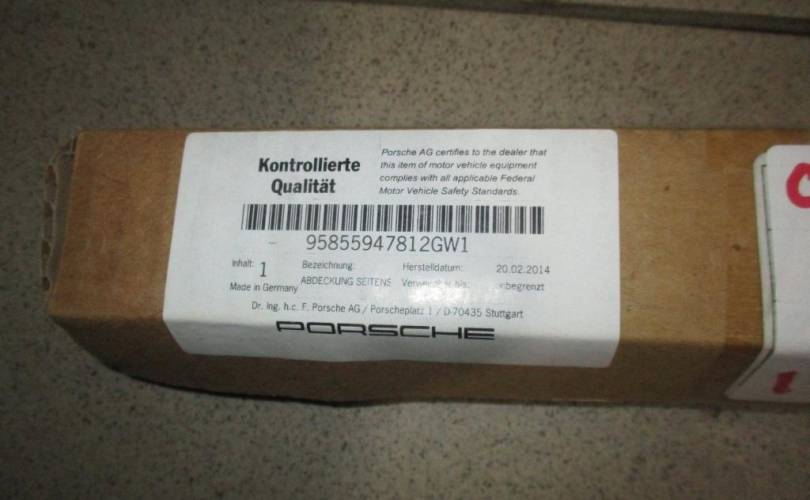 Kontrollierte
Qualität
Porsche AG certifies to the dealer that
this item of motor vehicle equipment
complies with all applicable Federal
Motor Vehicle Safety Standards.
95855947812GW1
Inhalt: 1
Bezeichnung:
Herstelldatum: 20.02.2014
Made in Germany
ABDECKUNG SEITENS
Dr. Ing. h.c. F. Porsche AG / Porscheplatz 1 / D-70435 Stuttgart
PORSCHE